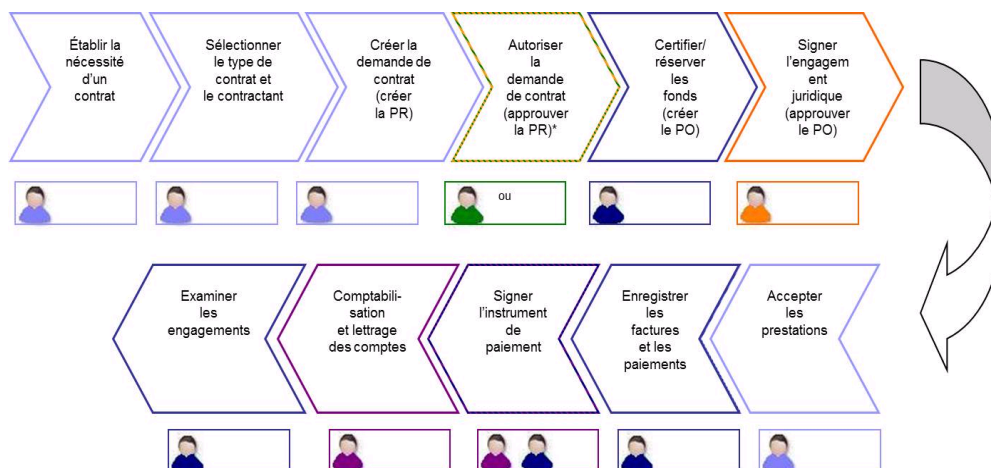 Établir la
nécessité
d'un
contrat
Sélectionner
le type de
contrat et
le contractant
Créer la
demande de
contrat
(créer
la PR)
Autoriser
la
demande
de contrat
(approuver
la PR)*
Certifier/
réserver
les
fonds
(créer
le PO)
Signer
l'engagem
ent
juridique
(approuver
le PO)
ou
Examiner
les
engagements
Comptabili-
sation
et lettrage
des comptes
Signer
l'instrument
de
paiement
Enregistrer
les
factures
et les
paiements
Accepter
les
prestations